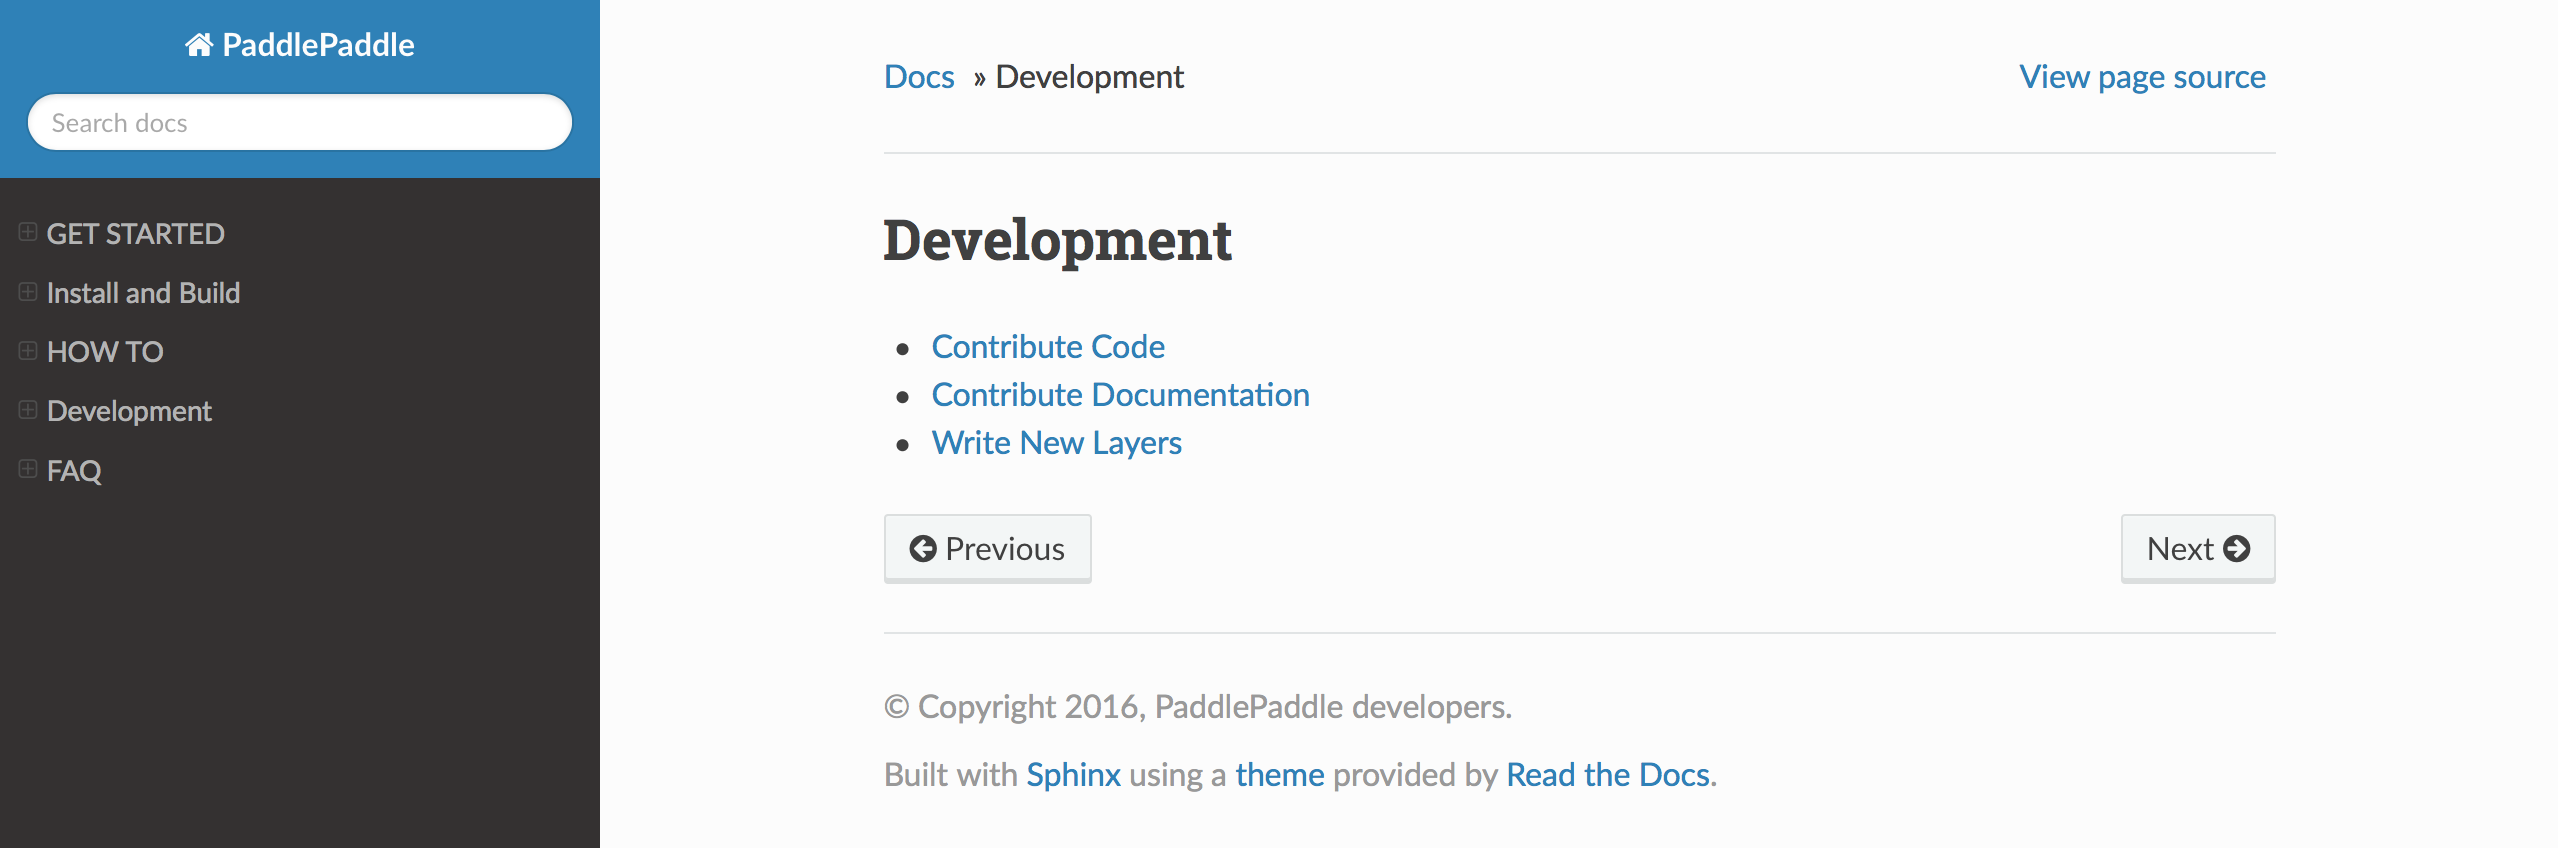 PaddlePaddle
Search docs
GET STARTED
Install and Build
HOW TO
Development
FAQ
Docs » Development
View page source
Development
• Contribute Code
• Contribute Documentation
• Write New Layers
Previous
Next
© Copyright 2016, PaddlePaddle developers.
Built with Sphinx using a theme provided by Read the Docs.